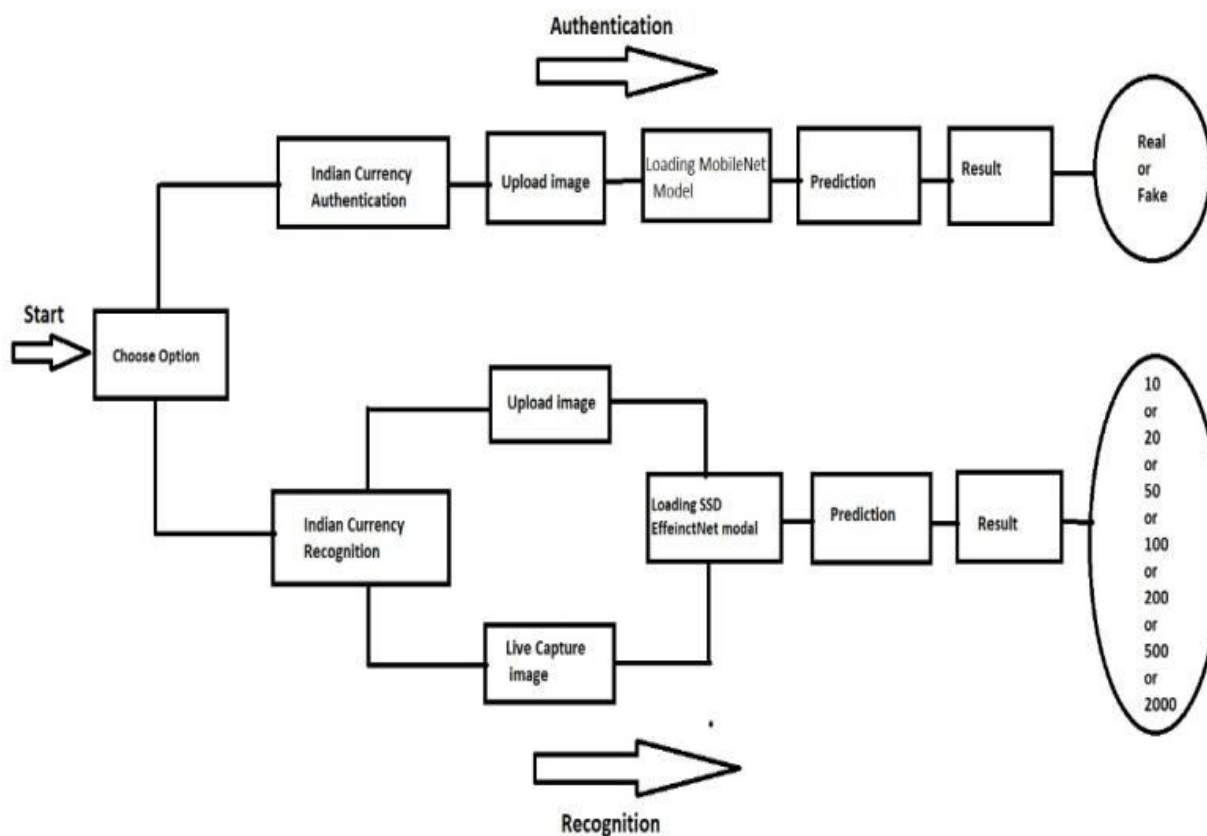 Authentication
Indian Currency
Authentication
Upload image
Loading MobileNet
Model
Prediction
Result
Real
or
Fake
Start
Choose Option
Upload image
Indian Currency
Recognition
Live Capture
image
Loading SSD
EffeinctNet modal
Prediction
Result
10
or
20
or
50
or
100
or
200
or
500
or
2000
Recognition